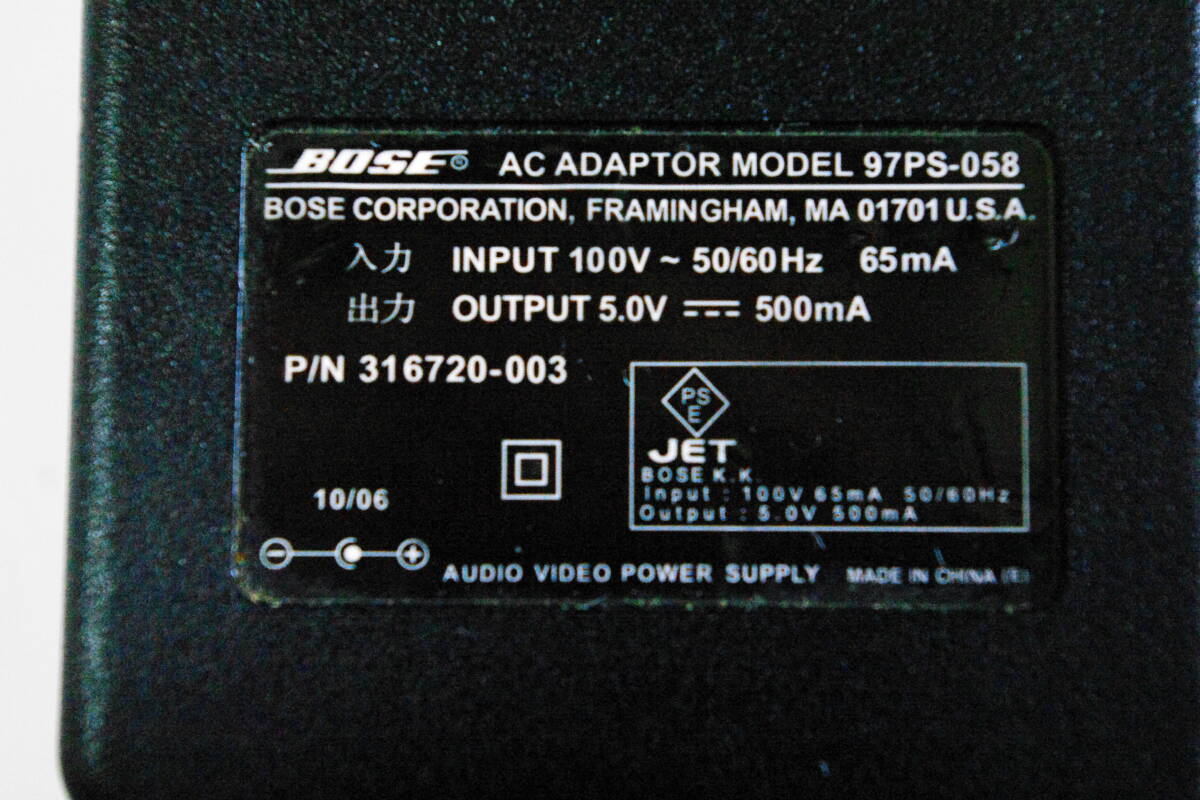 BOSE® AC ADAPTOR MODEL 97PS-058
BOSE CORPORATION, FRAMINGHAM, MA 01701 U.S.A.
入力 INPUT 100V ~ 50/60Hz 65mA
出力 OUTPUT 5.0V ⎓ 500mA
P/N 316720-003
PS
E
JET
BOSE K.K.
Input : 100V 65mA 50/60Hz
Output : 5.0V 500mA
10/06
AUDIO VIDEO POWER SUPPLY MADE IN CHINA (E)